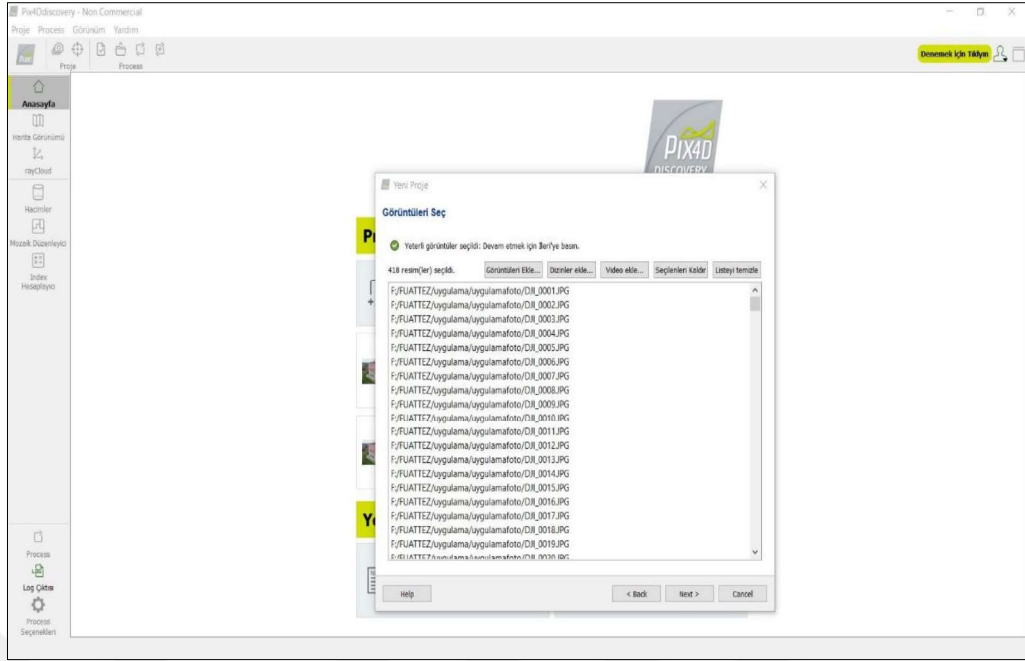 Pix4Ddiscovery - Non Commercial
Proje Process Görünüm Yardım
Proje Process
Denemek için Tıklyın
Anasayfa
Harita Görünümü
rayCloud
Hacimler
Mozaik Düzenleyici
Index
Hesaplayıcı
Process
Log Çıktısı
Process
Seçenekleri
PIX4D
DISCOVERY
Yeni Proje
Görüntüleri Seç
Yeterli görüntüler seçildi: Devam etmek için İleri'ye basın.
418 resim(ler) seçildi. Görüntüleri Ekle... Dizinler ekle... Video ekle... Seçilenleri Kaldır Listeyi temizle
F:/FUATTEZ/uygulama/uygulamafoto/DJI_0001.JPG
F:/FUATTEZ/uygulama/uygulamafoto/DJI_0002.JPG
F:/FUATTEZ/uygulama/uygulamafoto/DJI_0003.JPG
F:/FUATTEZ/uygulama/uygulamafoto/DJI_0004.JPG
F:/FUATTEZ/uygulama/uygulamafoto/DJI_0005.JPG
F:/FUATTEZ/uygulama/uygulamafoto/DJI_0006.JPG
F:/FUATTEZ/uygulama/uygulamafoto/DJI_0007.JPG
F:/FUATTEZ/uygulama/uygulamafoto/DJI_0008.JPG
F:/FUATTEZ/uygulama/uygulamafoto/DJI_0009.JPG
F:/FUATTEZ/uygulama/uygulamafoto/DJI_0010.JPG
F:/FUATTEZ/uygulama/uygulamafoto/DJI_0011.JPG
F:/FUATTEZ/uygulama/uygulamafoto/DJI_0012.JPG
F:/FUATTEZ/uygulama/uygulamafoto/DJI_0013.JPG
F:/FUATTEZ/uygulama/uygulamafoto/DJI_0014.JPG
F:/FUATTEZ/uygulama/uygulamafoto/DJI_0015.JPG
F:/FUATTEZ/uygulama/uygulamafoto/DJI_0016.JPG
F:/FUATTEZ/uygulama/uygulamafoto/DJI_0017.JPG
F:/FUATTEZ/uygulama/uygulamafoto/DJI_0018.JPG
F:/FUATTEZ/uygulama/uygulamafoto/DJI_0019.JPG
F:/FUATTEZ/uygulama/uygulamafoto/DJI_0020.JPG
Help < Back Next > Cancel